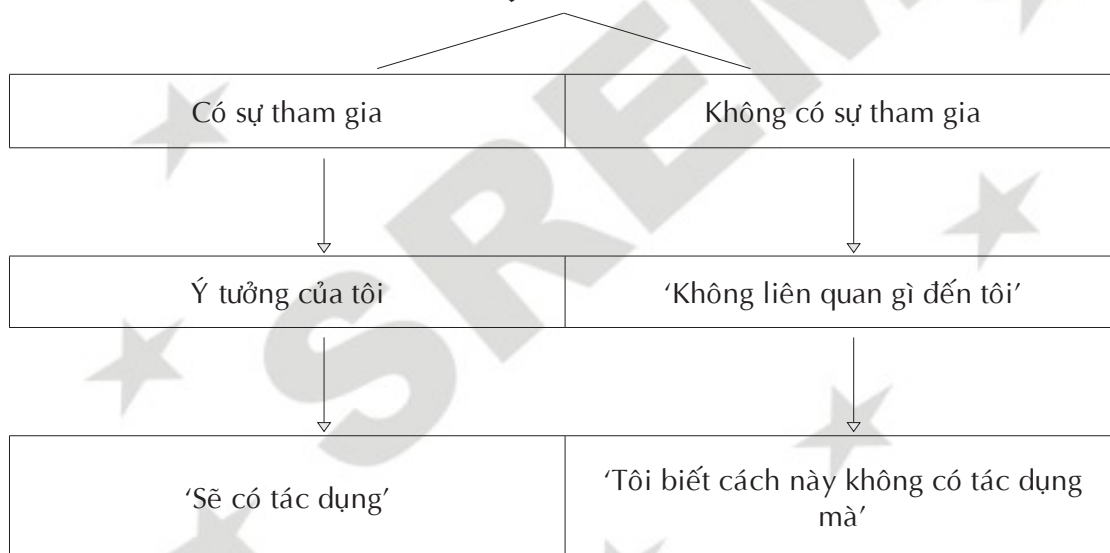 Có sự tham gia
Không có sự tham gia
Ý tưởng của tôi
‘Không liên quan gì đến tôi’
‘Sẽ có tác dụng’
‘Tôi biết cách này không có tác dụng
mà’